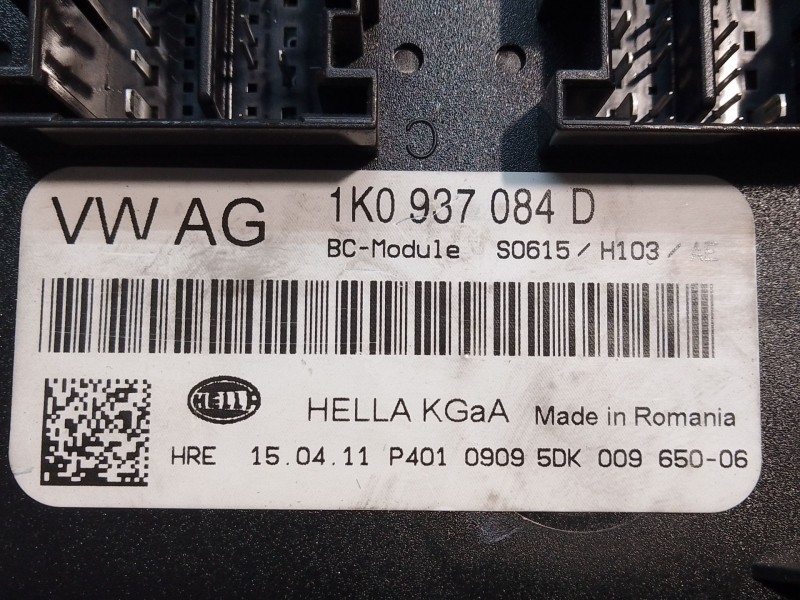 C
VW AG 1K0 937 084 D
BC-Module S0615 / H103 /
HELLA HELLA KGaA Made in Romania
HRE 15.04.11 P401 0909 5DK 009 650-06